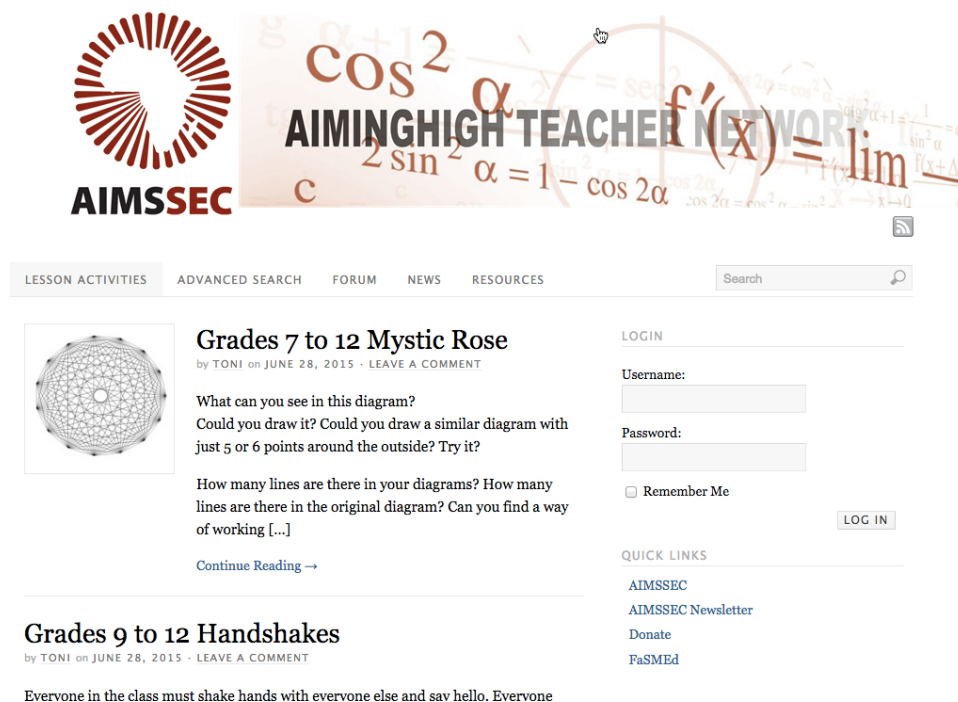 AIMSSEC
cos² α
AIMINGHIGH TEACHER NETWORK
f′(x) = lim
2 sin² α = 1 − cos 2α
c
LESSON ACTIVITIES
ADVANCED SEARCH
FORUM
NEWS
RESOURCES
Search
Grades 7 to 12 Mystic Rose
by TONI on JUNE 28, 2015 · LEAVE A COMMENT
What can you see in this diagram?
Could you draw it? Could you draw a similar diagram with
just 5 or 6 points around the outside? Try it?
How many lines are there in your diagrams? How many
lines are there in the original diagram? Can you find a way
of working [...]
Continue Reading →
Grades 9 to 12 Handshakes
by TONI on JUNE 28, 2015 · LEAVE A COMMENT
Everyone in the class must shake hands with everyone else and say hello. Everyone
LOGIN
Username:
Password:
Remember Me
LOG IN
QUICK LINKS
AIMSSEC
AIMSSEC Newsletter
Donate
FaSMEd